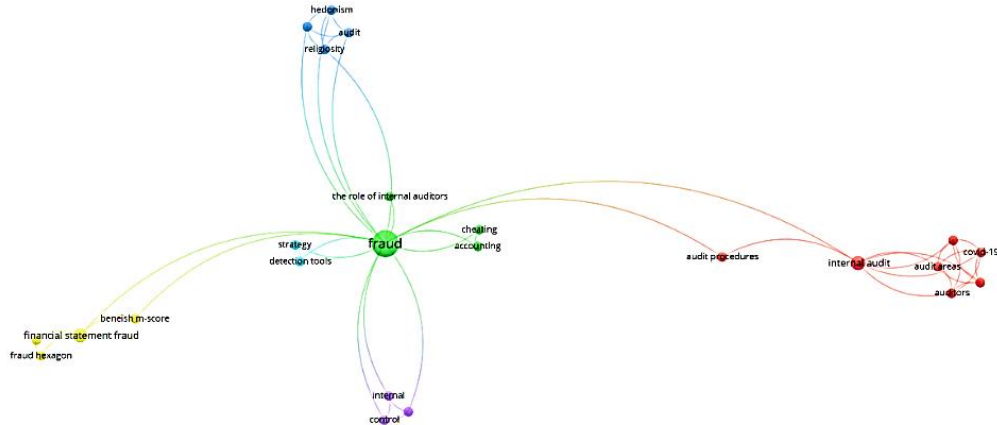 hedonism
audit
religiosity
the role of internal auditors
cheating
fraud
accounting
strategy
detection tools
audit procedures
internal audit
covid-19
audit areas
auditors
beneish m-score
financial statement fraud
fraud hexagon
internal
control